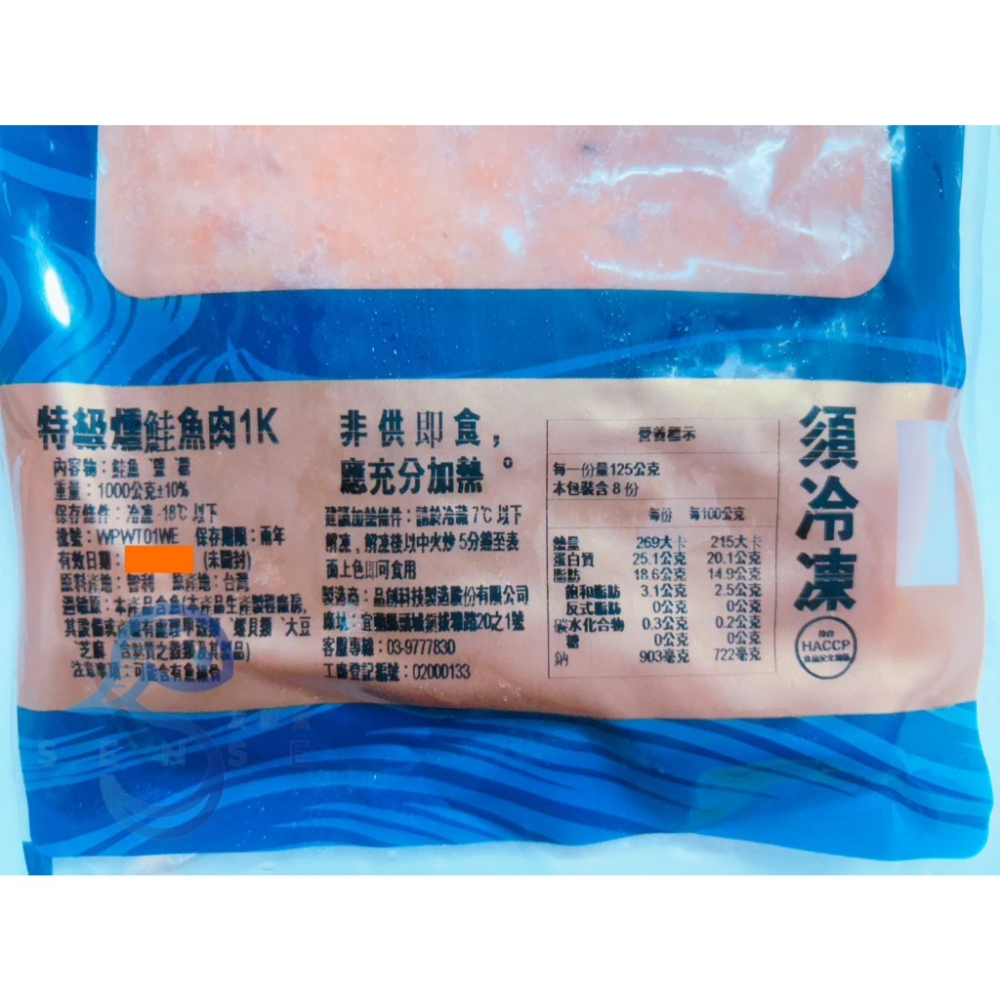 特級燻鮭魚肉1K
內容物：鮭魚、鹽、糖
重量：1000公克±10%
保存條件：冷凍-18℃以下
批號：WPWT01WE 保存期限：兩年
有效日期： (未開封)
原料產地：智利 產地：台灣
過敏原：本產品含魚(本產品生產製程廠房,
其設備或 有處理甲殼類、螺貝類、大豆
、芝麻、含麩質之穀類及其製品)
注意事項：可能含有魚細骨
非供即食，
應充分加熱。
建議加熱條件：請於冷藏7℃以下
解凍，解凍後以中火炒5分鐘至表
面上色即可食用
製造商：品創科技製造股份有限公司
廠址：宜蘭縣頭城鎮 路20之1號
客服專線：03-9777830
工廠登記編號：02000133
營養標示
每一份量125公克
本包裝含8份
每份 每100公克
熱量 269大卡 215大卡
蛋白質 25.1公克 20.1公克
脂肪 18.6公克 14.9公克
飽和脂肪 3.1公克 2.5公克
反式脂肪 0公克 0公克
碳水化合物 0.3公克 0.2公克
糖 0公克 0公克
鈉 903毫克 722毫克
須冷凍
HACCP
SENSE